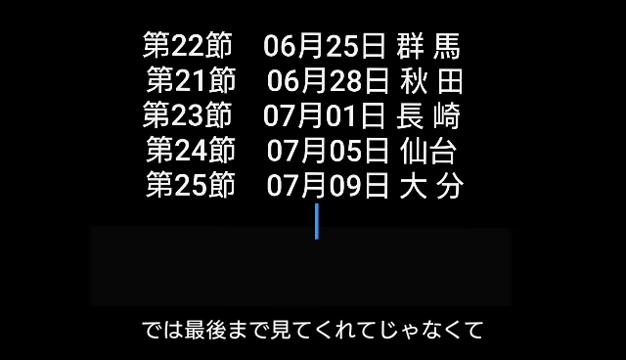 第22節 06月25日 群 馬
第21節 06月28日 秋 田
第23節 07月01日 長 崎
第24節 07月05日 仙台
第25節 07月09日 大 分
では最後まで見てくれてじゃなくて